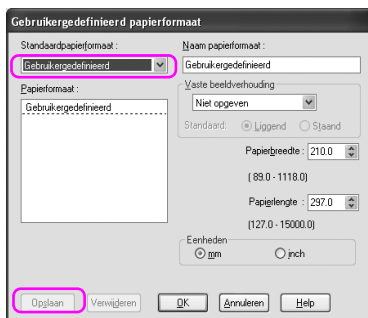 Gebruikergedefinieerd papierformaat
Standaardpapierformaat :
Gebruikergedefinieerd
Papierformaat :
Gebruikergedefinieerd
Naam papierformaat :
Gebruikergedefinieerd
Vaste beeldverhouding
Niet opgeven
Standaard: Liggend Staand
Papierbreedte : 210.0
( 89.0 - 1118.0)
Papierlengte : 297.0
(127.0 - 15000.0)
Eenheden
mm inch
Opslaan Verwijderen OK Annuleren Help